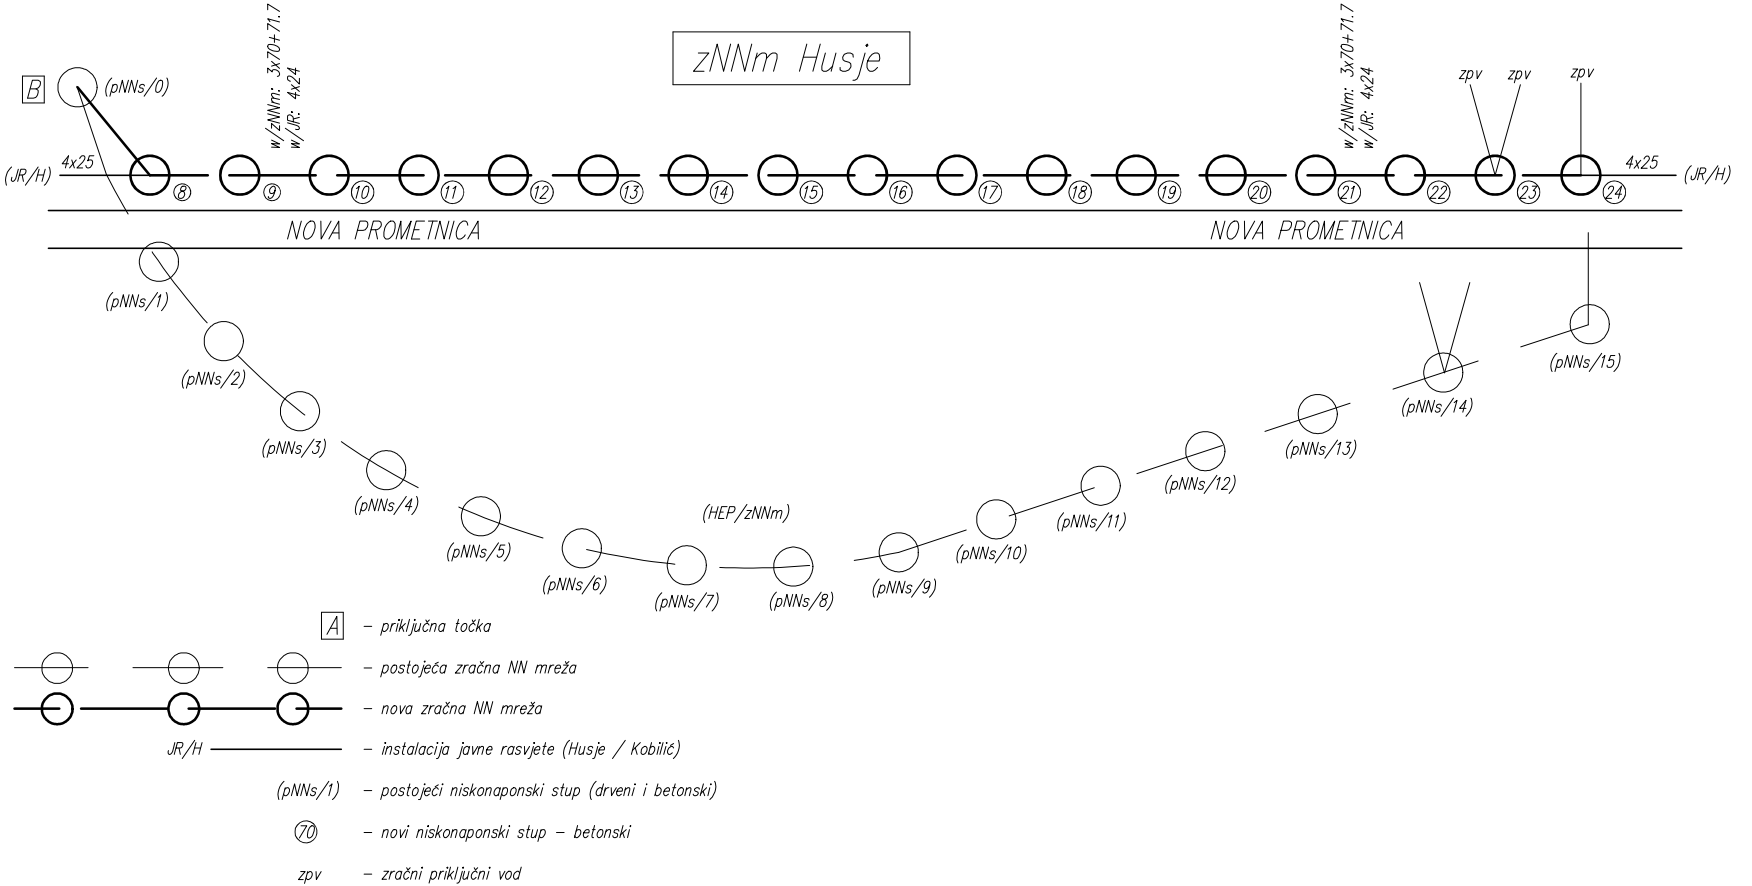 zNNm Husje
w/zNNm: 3x70+71.7
w/JR: 4x24
w/zNNm: 3x70+71.7
w/JR: 4x24
zpv
zpv
zpv
B
(pNNs/0)
(JR/H)
4x25
4x25
(JR/H)
8
9
10
11
12
13
14
15
16
17
18
19
20
21
22
23
24
NOVA PROMETNICA
NOVA PROMETNICA
(pNNs/1)
(pNNs/2)
(pNNs/3)
(pNNs/4)
(pNNs/5)
(pNNs/6)
(pNNs/7)
(pNNs/8)
(pNNs/9)
(pNNs/10)
(pNNs/11)
(pNNs/12)
(pNNs/13)
(pNNs/14)
(pNNs/15)
(HEP/zNNm)
A - priključna točka
- postojeća zračna NN mreža
- nova zračna NN mreža
JR/H - instalacija javne rasvjete (Husje / Kobilić)
(pNNs/1) - postojeći niskonaponski stup (drveni i betonski)
70 - novi niskonaponski stup - betonski
zpv - zračni priključni vod